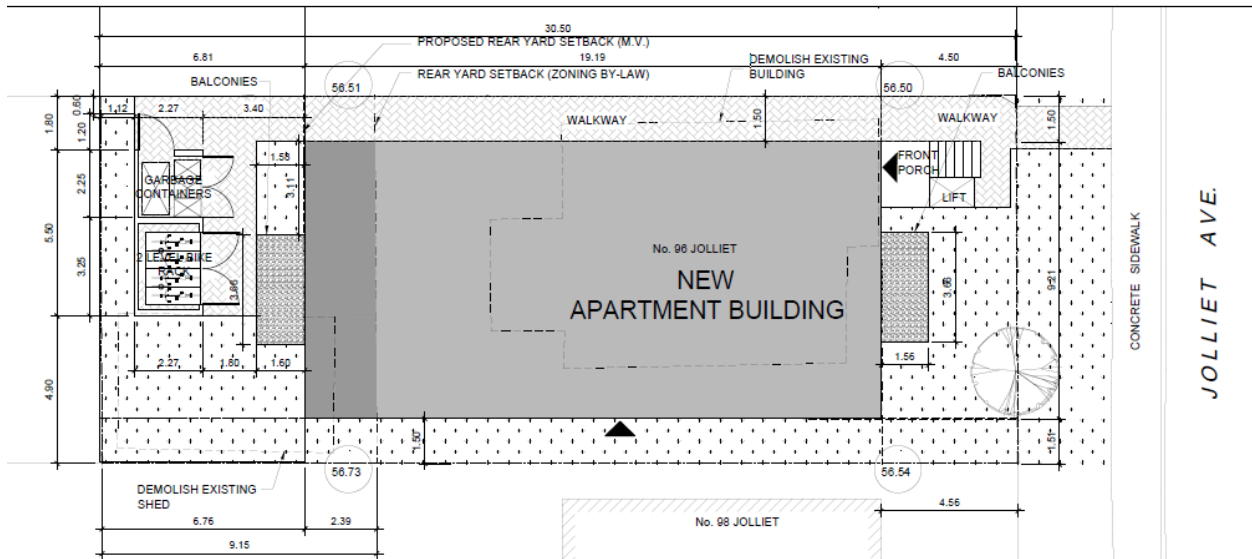 30.50
6.81
PROPOSED REAR YARD SETBACK (M.V.)
19.19
4.50
BALCONIES
REAR YARD SETBACK (ZONING BY-LAW)
DEMOLISH EXISTING
BUILDING
BALCONIES
56.51
56.50
0.60
1.12
2.27
3.40
1.80
1.20
WALKWAY
1.50
WALKWAY
1.50
1.58
3.11
FRONT
PORCH
GARBAGE
CONTAINERS
2.25
LIFT
5.50
No. 96 JOLLIET
NEW
APARTMENT BUILDING
2 LEVEL BIKE
RACK
3.25
3.66
3.66
9.21
CONCRETE SIDEWALK
JOLLIET AVE.
2.27
1.80
1.60
1.56
4.90
1.50
1.51
56.73
56.54
DEMOLISH EXISTING
SHED
4.56
6.76
2.39
No. 98 JOLLIET
9.15